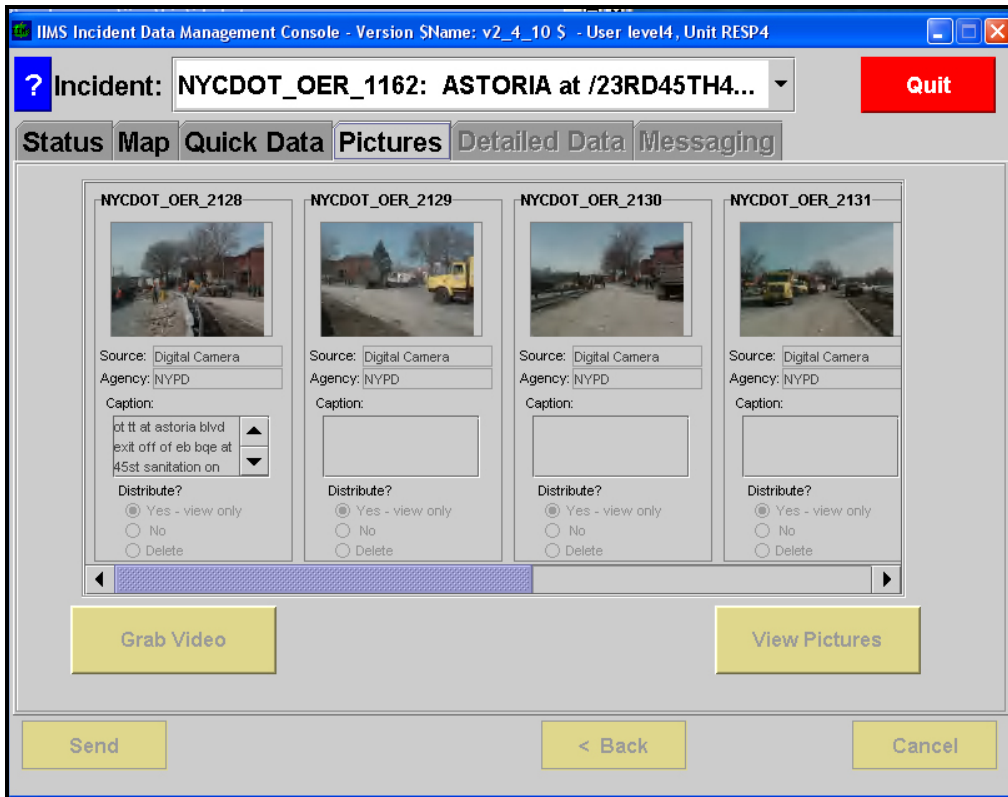 IIMS Incident Data Management Console - Version $Name: v2_4_10 $ - User level4, Unit RESP4
? Incident: NYCDOT_OER_1162: ASTORIA at /23RD45TH4... Quit
Status Map Quick Data Pictures Detailed Data Messaging
NYCDOT_OER_2128 NYCDOT_OER_2129 NYCDOT_OER_2130 NYCDOT_OER_2131
Source: Digital Camera Source: Digital Camera Source: Digital Camera Source: Digital Camera
Agency: NYPD Agency: NYPD Agency: NYPD Agency: NYPD
Caption: Caption: Caption: Caption:
ot tt at astoria blvd
exit off of eb bqe at
45st sanitation on
Distribute? Distribute? Distribute? Distribute?
Yes - view only Yes - view only Yes - view only Yes - view only
No No No No
Delete Delete Delete Delete
Grab Video View Pictures
Send < Back Cancel